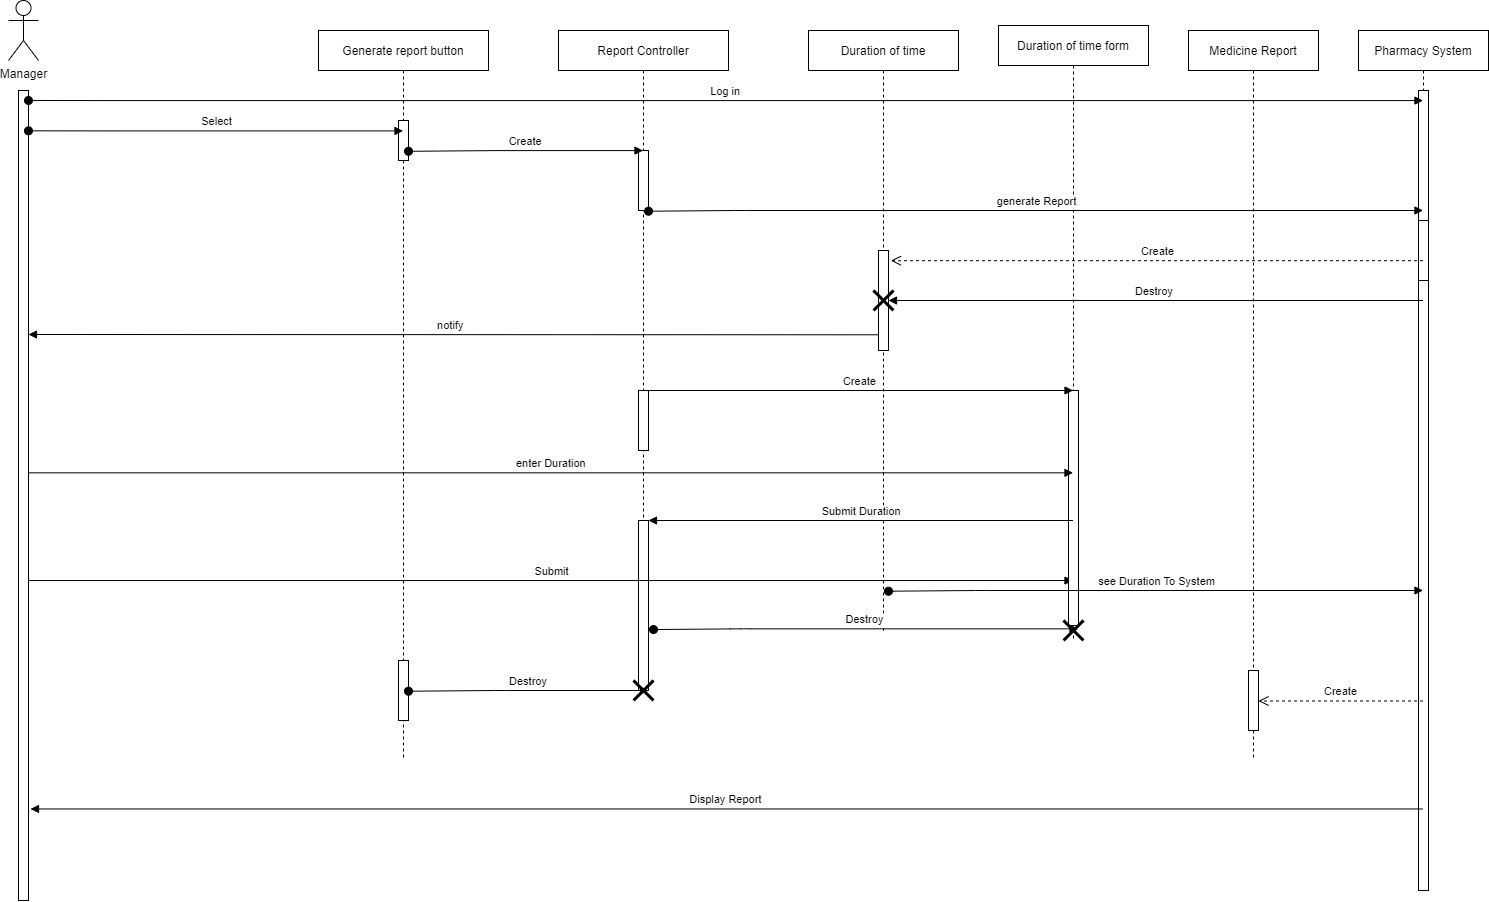 Manager
Generate report button
Report Controller
Duration of time
Duration of time form
Medicine Report
Pharmacy System
Log in
Select
Create
generate Report
Create
Destroy
notify
Create
enter Duration
Submit Duration
Submit
see Duration To System
Destroy
Destroy
Create
Display Report